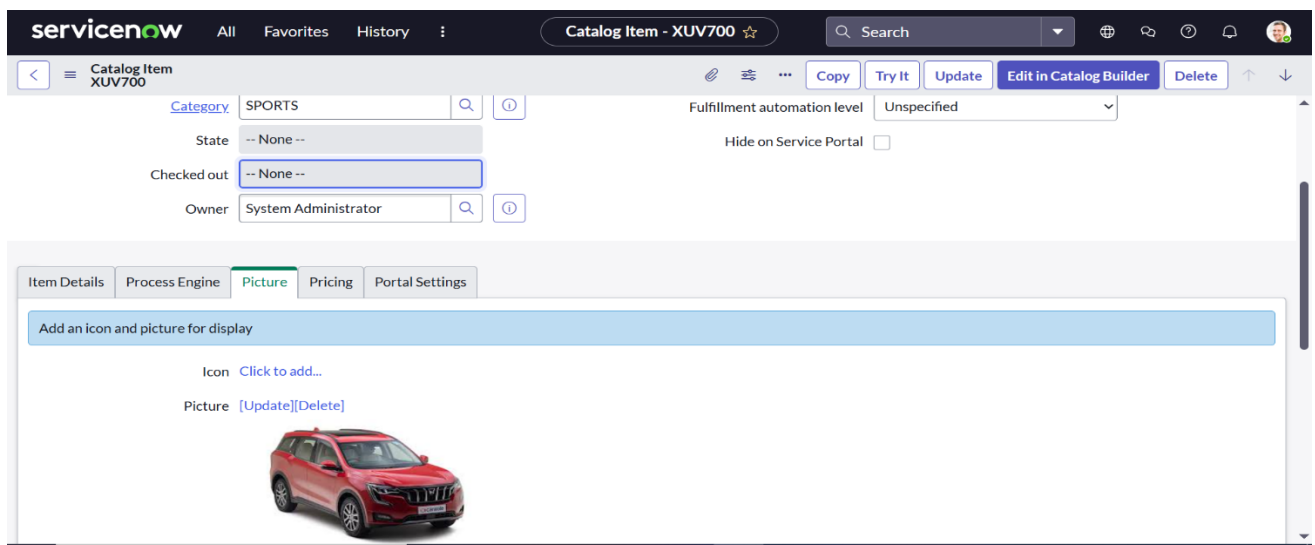 servicenow All Favorites History Catalog Item - XUV700 Search
Catalog Item
XUV700
Copy Try It Update Edit in Catalog Builder Delete
Category SPORTS Fulfillment automation level Unspecified
State -- None -- Hide on Service Portal
Checked out -- None --
Owner System Administrator
Item Details Process Engine Picture Pricing Portal Settings
Add an icon and picture for display
Icon Click to add...
Picture [Update][Delete]